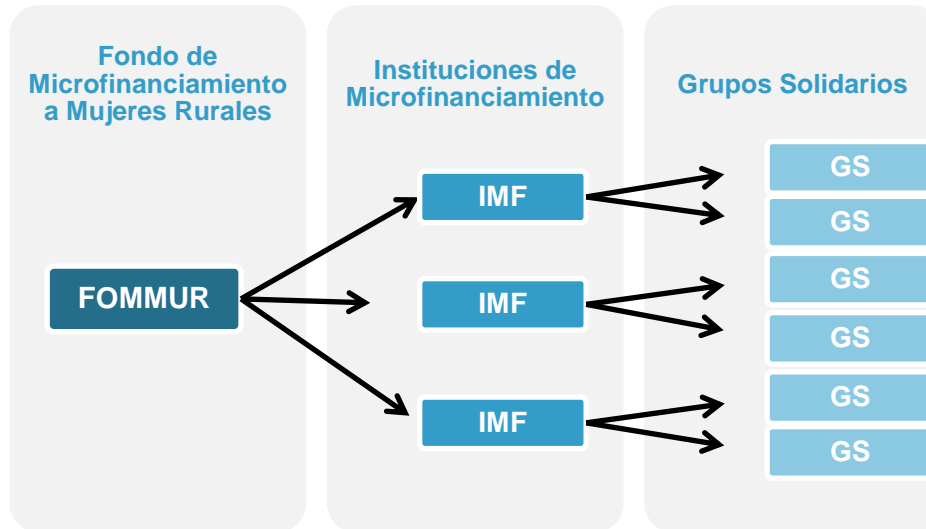 Fondo de
Microfinanciamiento
a Mujeres Rurales
Instituciones de
Microfinanciamiento
Grupos Solidarios
FOMMUR
IMF
IMF
IMF
GS
GS
GS
GS
GS
GS